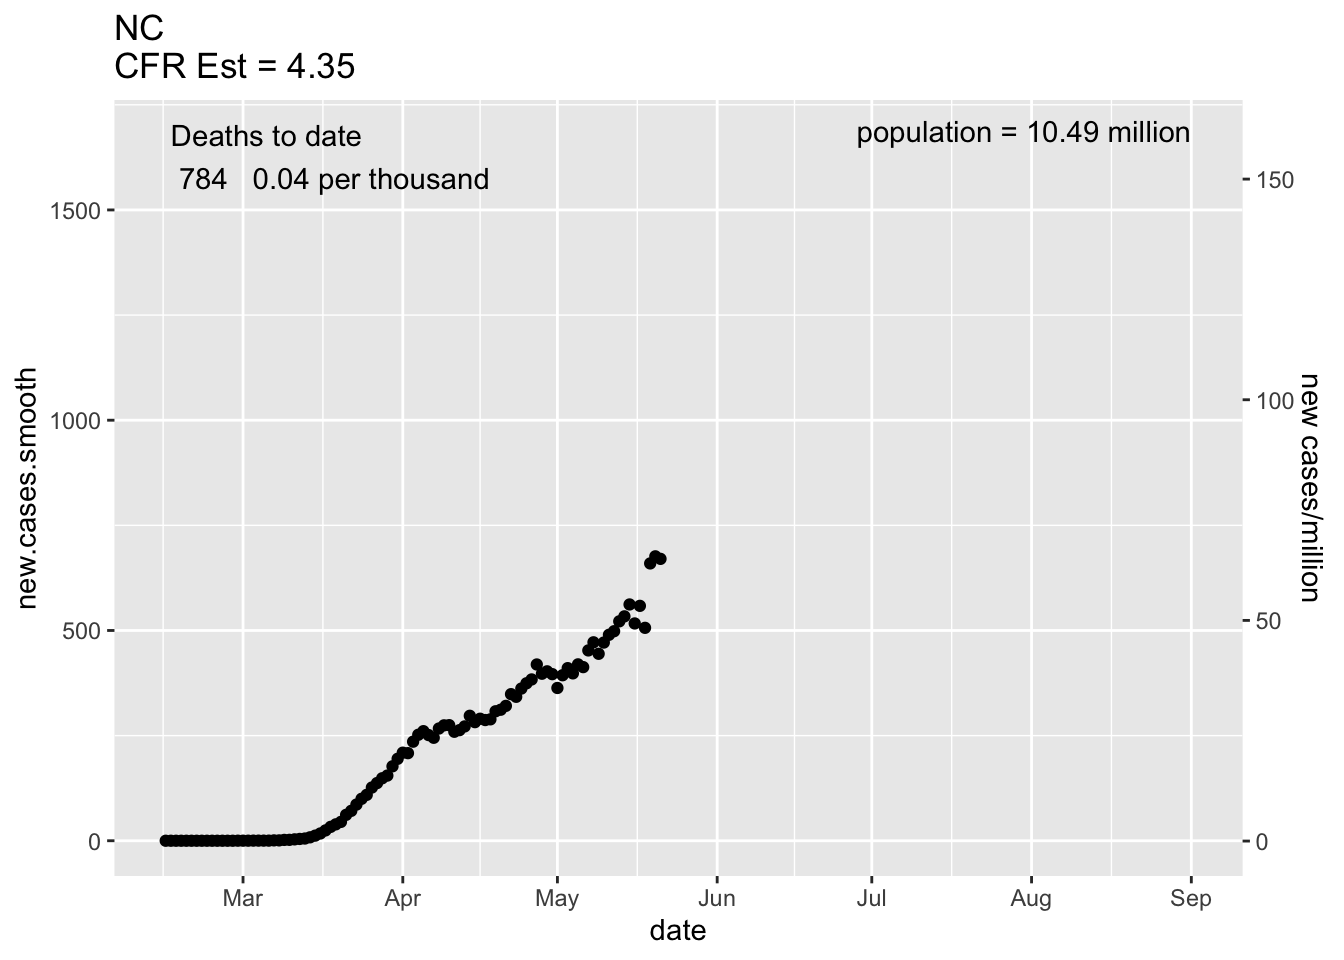 NC
CFR Est = 4.35
Deaths to date
784 0.04 per thousand
population = 10.49 million
new.cases.smooth
1500
1000
500
0
new cases/million
150
100
50
0
Mar Apr May Jun Jul Aug Sep
date